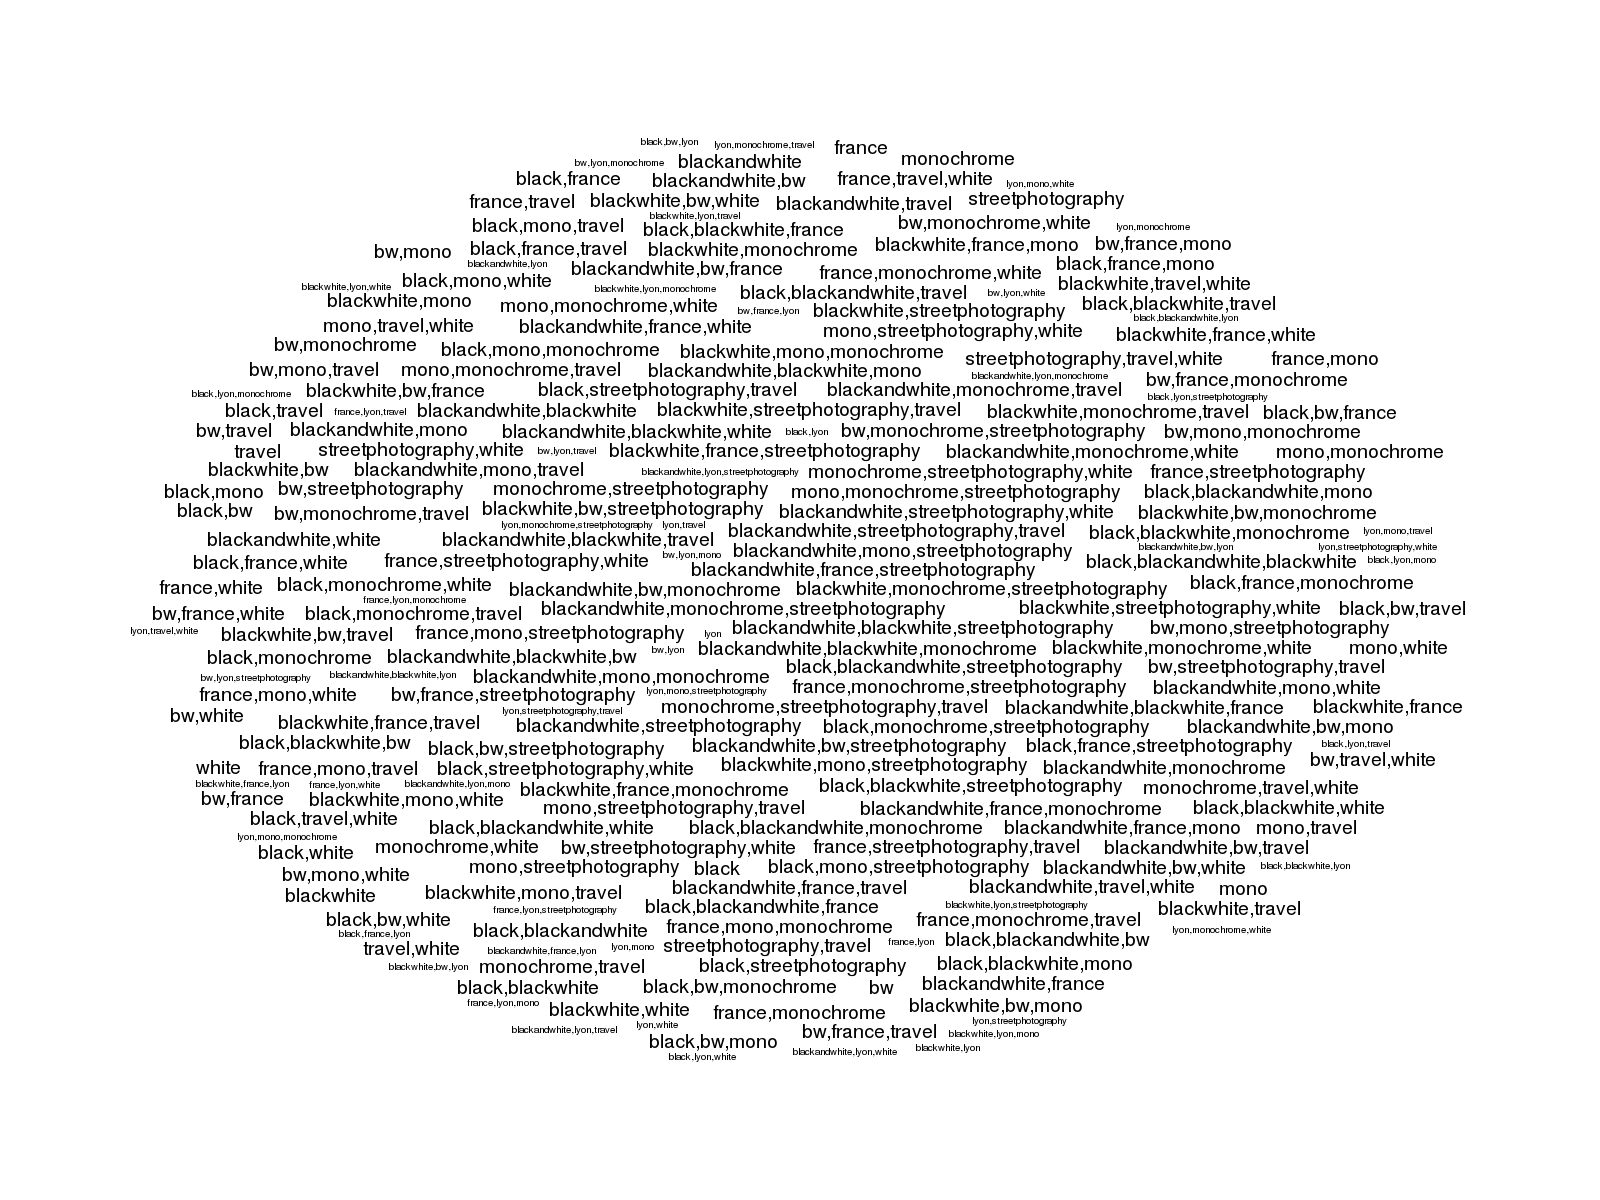 black,bw,lyon lyon,monochrome,travel france
bw,lyon,monochrome blackandwhite monochrome
black,france blackandwhite,bw france,travel,white lyon,mono,white
france,travel blackwhite,bw,white blackandwhite,travel streetphotography
blackwhite,lyon,travel
black,mono,travel black,blackwhite,france bw,monochrome,white lyon,monochrome
bw,mono black,france,travel blackwhite,monochrome blackwhite,france,mono bw,france,mono
blackandwhite,lyon blackandwhite,bw,france france,monochrome,white black,france,mono
blackwhite,lyon,white black,mono,white blackwhite,lyon,monochrome black,blackandwhite,travel bw,lyon,white blackwhite,travel,white
blackwhite,mono mono,monochrome,white bw,france,lyon blackwhite,streetphotography black,blackwhite,travel
black,blackandwhite,lyon
mono,travel,white blackandwhite,france,white mono,streetphotography,white blackwhite,france,white
bw,monochrome black,mono,monochrome blackwhite,mono,monochrome streetphotography,travel,white france,mono
bw,mono,travel mono,monochrome,travel blackandwhite,blackwhite,mono blackandwhite,lyon,monochrome bw,france,monochrome
black,lyon,monochrome blackwhite,bw,france black,streetphotography,travel blackandwhite,monochrome,travel black,lyon,streetphotography
black,travel france,lyon,travel blackandwhite,blackwhite blackwhite,streetphotography,travel blackwhite,monochrome,travel black,bw,france
bw,travel blackandwhite,mono blackandwhite,blackwhite,white black,lyon bw,monochrome,streetphotography bw,mono,monochrome
travel streetphotography,white bw,lyon,travel blackwhite,france,streetphotography blackandwhite,monochrome,white mono,monochrome
blackwhite,bw blackandwhite,mono,travel blackandwhite,lyon,streetphotography monochrome,streetphotography,white france,streetphotography
black,mono bw,streetphotography monochrome,streetphotography mono,monochrome,streetphotography black,blackandwhite,mono
black,bw bw,monochrome,travel blackwhite,bw,streetphotography blackandwhite,streetphotography,white blackwhite,bw,monochrome
lyon,monochrome,streetphotography lyon,travel blackandwhite,streetphotography,travel black,blackwhite,monochrome lyon,mono,travel
blackandwhite,white blackandwhite,blackwhite,travel blackandwhite,mono,streetphotography blackandwhite,bw,lyon lyon,streetphotography,white
black,france,white france,streetphotography,white bw,lyon,mono black,blackandwhite,blackwhite black,lyon,mono
blackandwhite,france,streetphotography
france,white black,monochrome,white blackandwhite,bw,monochrome blackwhite,monochrome,streetphotography black,france,monochrome
france,lyon,monochrome
bw,france,white black,monochrome,travel blackandwhite,monochrome,streetphotography blackwhite,streetphotography,white black,bw,travel
lyon,travel,white blackwhite,bw,travel france,mono,streetphotography lyon blackandwhite,blackwhite,streetphotography bw,mono,streetphotography
black,monochrome blackandwhite,blackwhite,bw bw,lyon blackandwhite,blackwhite,monochrome blackwhite,monochrome,white mono,white
bw,lyon,streetphotography blackandwhite,blackwhite,lyon blackandwhite,mono,monochrome black,blackandwhite,streetphotography bw,streetphotography,travel
france,mono,white bw,france,streetphotography lyon,mono,streetphotography france,monochrome,streetphotography blackandwhite,mono,white
bw,white lyon,streetphotography,travel monochrome,streetphotography,travel blackandwhite,blackwhite,france blackwhite,france
blackwhite,france,travel blackandwhite,streetphotography black,monochrome,streetphotography blackandwhite,bw,mono
black,blackwhite,bw black,bw,streetphotography blackandwhite,bw,streetphotography black,france,streetphotography black,lyon,travel
white france,mono,travel black,streetphotography,white blackwhite,mono,streetphotography blackandwhite,monochrome bw,travel,white
blackwhite,france,lyon france,lyon,white blackandwhite,lyon,mono blackwhite,france,monochrome black,blackwhite,streetphotography monochrome,travel,white
bw,france blackwhite,mono,white mono,streetphotography,travel blackandwhite,france,monochrome black,blackwhite,white
black,travel,white black,blackandwhite,white black,blackandwhite,monochrome blackandwhite,france,mono mono,travel
lyon,mono,monochrome
black,white monochrome,white bw,streetphotography,white france,streetphotography,travel blackandwhite,bw,travel
bw,mono,white mono,streetphotography black black,mono,streetphotography blackandwhite,bw,white black,blackwhite,lyon
blackwhite blackwhite,mono,travel blackandwhite,france,travel blackandwhite,travel,white mono
france,lyon,streetphotography black,blackandwhite,france blackwhite,lyon,streetphotography blackwhite,travel
black,bw,white black,blackandwhite france,mono,monochrome france,monochrome,travel lyon,monochrome,white
black,france,lyon
travel,white blackandwhite,france,lyon lyon,mono streetphotography,travel france,lyon black,blackandwhite,bw
blackwhite,bw,lyon monochrome,travel black,streetphotography black,blackwhite,mono
black,blackwhite black,bw,monochrome bw blackandwhite,france
france,lyon,mono blackwhite,white france,monochrome blackwhite,bw,mono
blackandwhite,lyon,travel lyon,white lyon,streetphotography
black,bw,mono bw,france,travel blackwhite,lyon,mono
black,lyon,white blackandwhite,lyon,white blackwhite,lyon